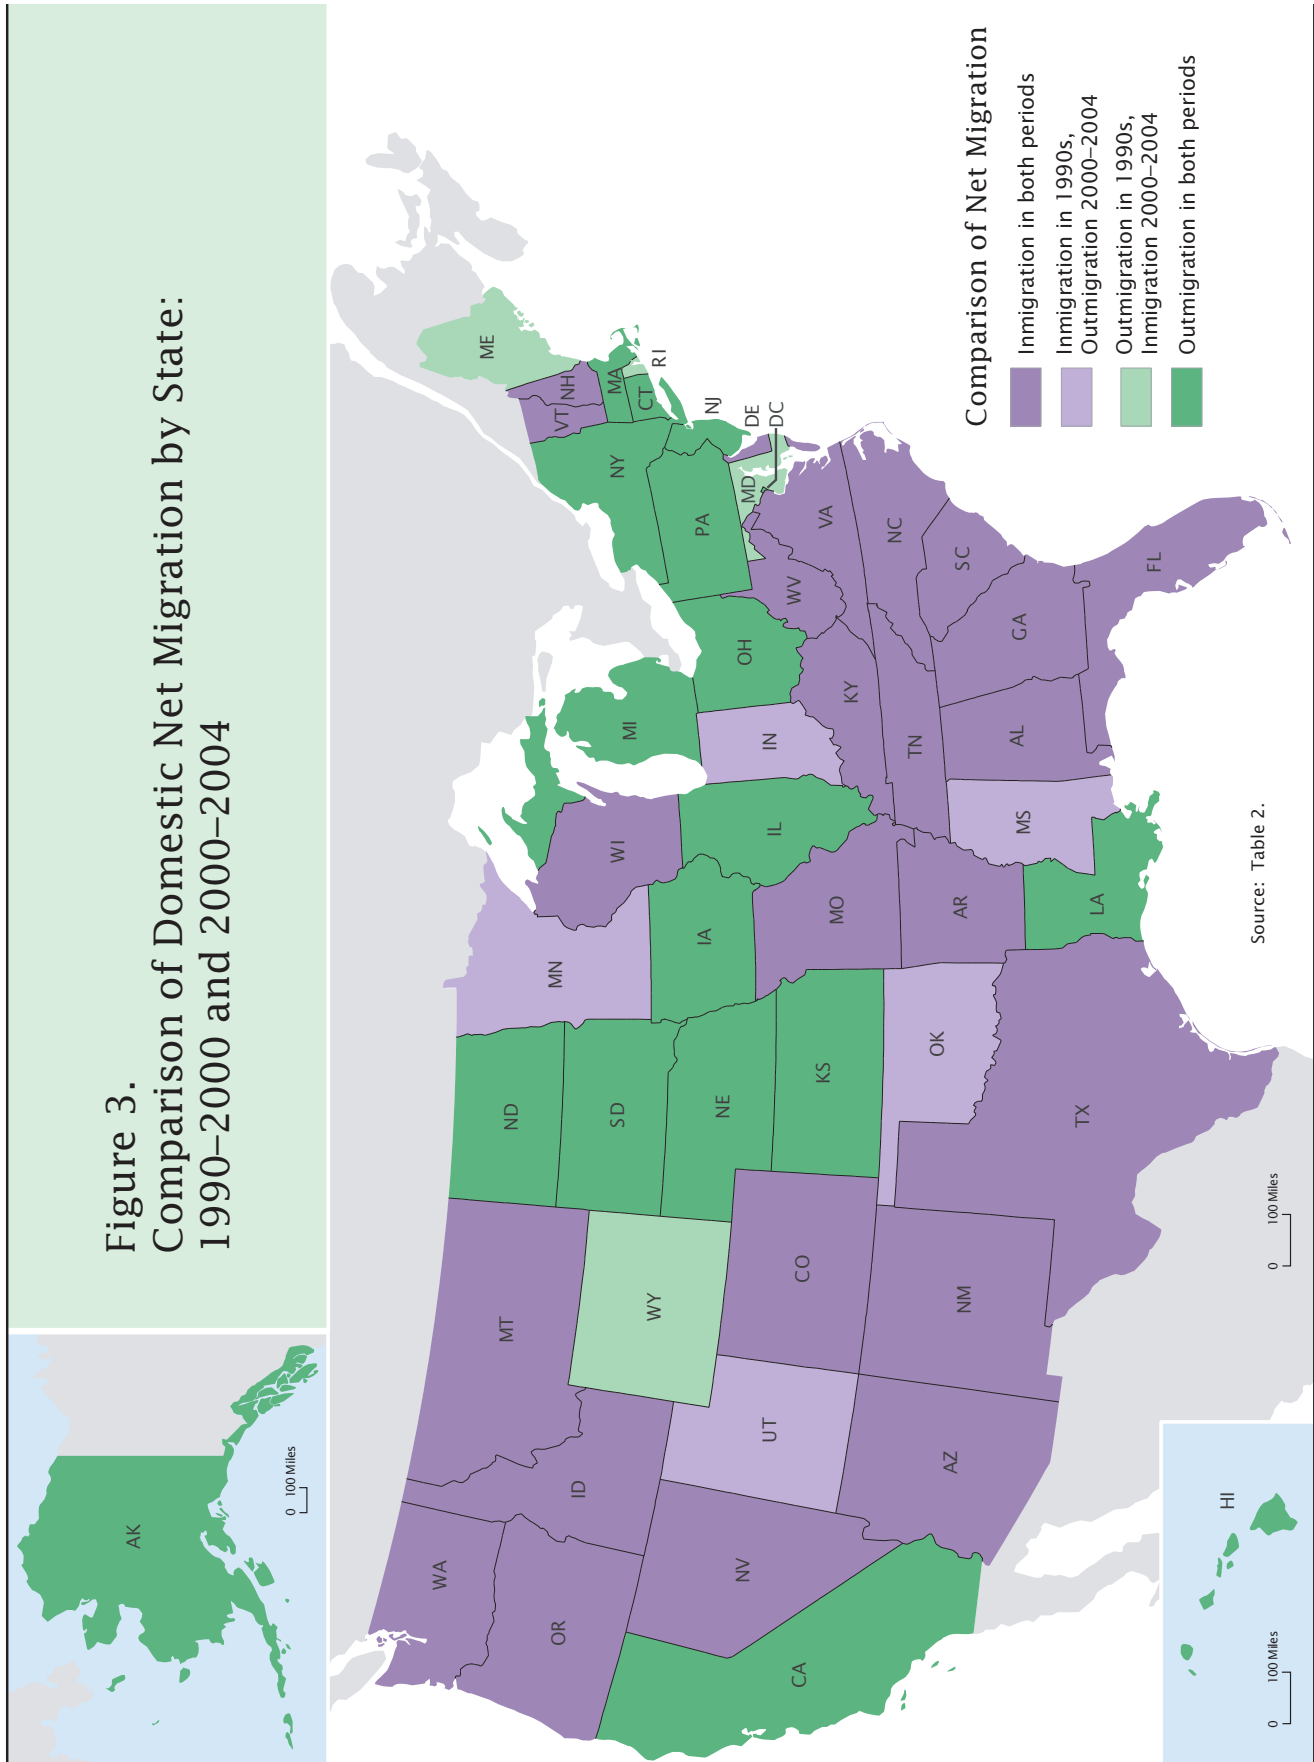 Figure 3.
Comparison of Domestic Net Migration by State:
1990–2000 and 2000–2004
AK
0 100 Miles
Comparison of Net Migration
Inmigration in both periods
Inmigration in 1990s,
Outmigration 2000–2004
Outmigration in 1990s,
Inmigration 2000–2004
Outmigration in both periods
WA
MT
ND
MN
ME
OR
ID
SD
WI
MI
NY
VT
NH
MA
CT
RI
WY
NE
IA
PA
NJ
NV
UT
CO
KS
IL
IN
OH
MD
DE
DC
CA
MO
KY
WV
VA
AZ
NM
OK
AR
TN
NC
SC
TX
LA
MS
AL
GA
FL
HI
0 100 Miles
0 100 Miles
Source: Table 2.